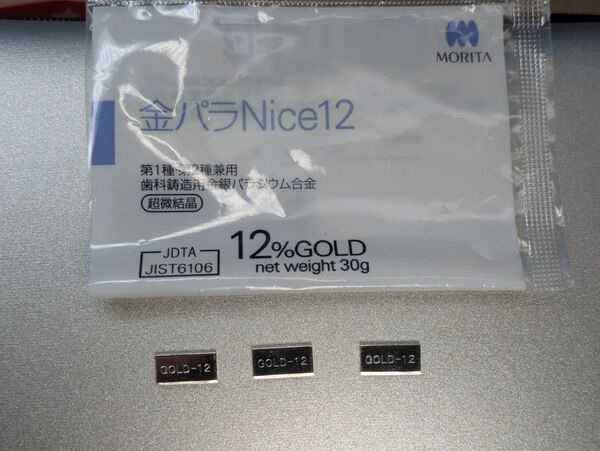 MORITA
金パラNice12
第1種・第2種兼用
歯科鋳造用金銀パラジウム合金
超微結晶
12%GOLD
net weight 30g
JDTA
JIST6106
GOLD-12
GOLD-12
GOLD-12